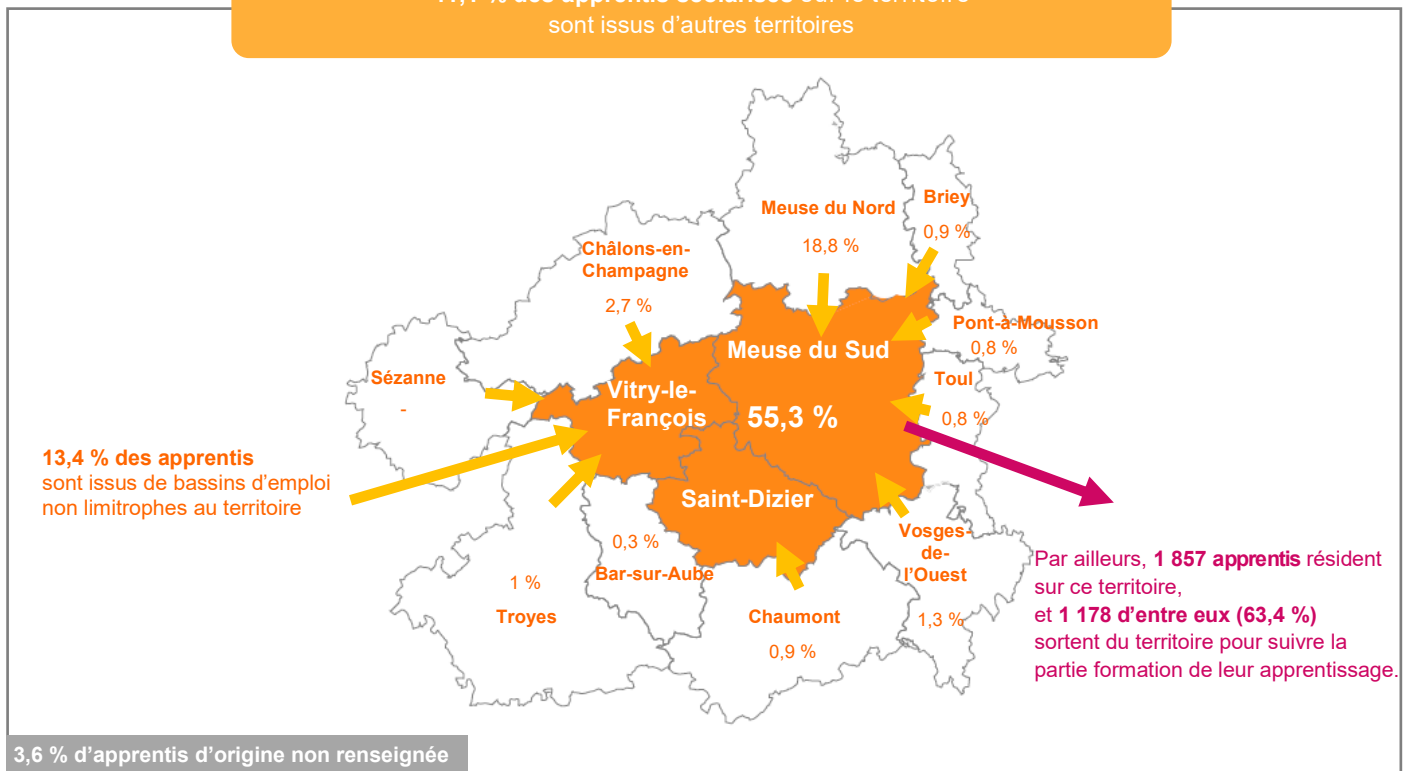 sont issus d'autres territoires
Briey
0,9 %
Meuse du Nord
18,8 %
Châlons-en-
Champagne
2,7 %
Pont-à-Mousson
0,8 %
Meuse du Sud
55,3 %
Sézanne
-
Toul
0,8 %
Vitry-le-
François
13,4 % des apprentis
sont issus de bassins d'emploi
non limitrophes au territoire
Saint-Dizier
Vosges-
de-
l'Ouest
1,3 %
0,3 %
Bar-sur-Aube
1 %
Troyes
Chaumont
0,9 %
Par ailleurs, 1 857 apprentis résident
sur ce territoire,
et 1 178 d'entre eux (63,4 %)
sortent du territoire pour suivre la
partie formation de leur apprentissage.
3,6 % d'apprentis d'origine non renseignée